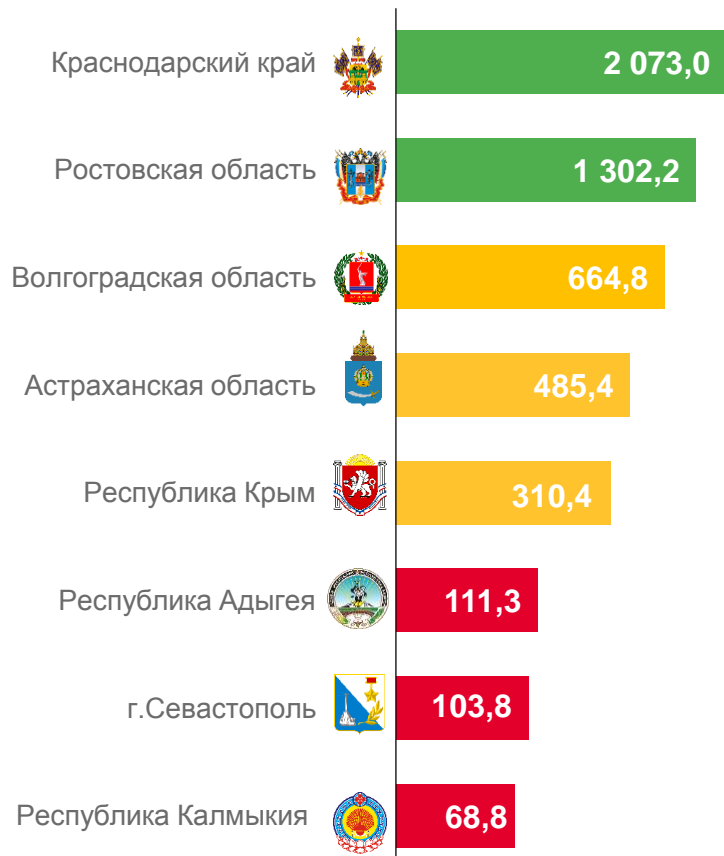 Краснодарский край 2 073,0
Ростовская область 1 302,2
Волгоградская область 664,8
Астраханская область 485,4
Республика Крым 310,4
Республика Адыгея 111,3
г.Севастополь 103,8
Республика Калмыкия 68,8